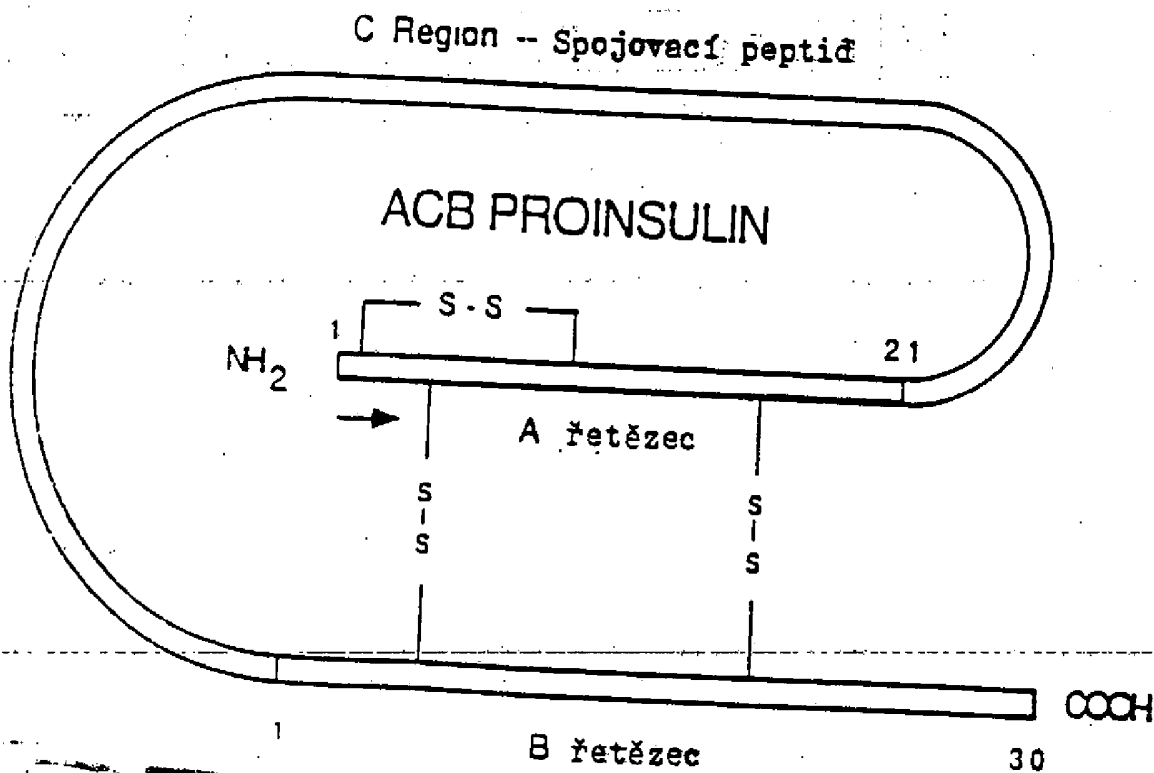 C Region -- Spojovací peptid
ACB PROINSULIN
S - S
1
21
NH2
A řetězec
S
S
S
S
COOH
1
B řetězec
30